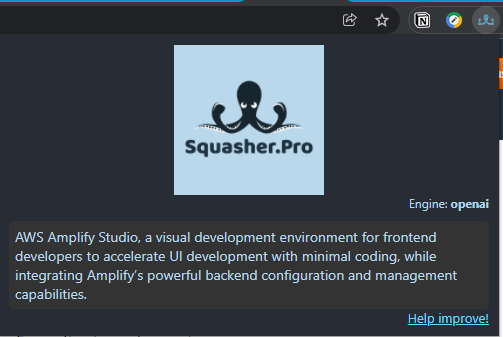 Squasher.Pro
Engine: openai
AWS Amplify Studio, a visual development environment for frontend
developers to accelerate UI development with minimal coding, while
integrating Amplify's powerful backend configuration and management
capabilities.
Help improve!